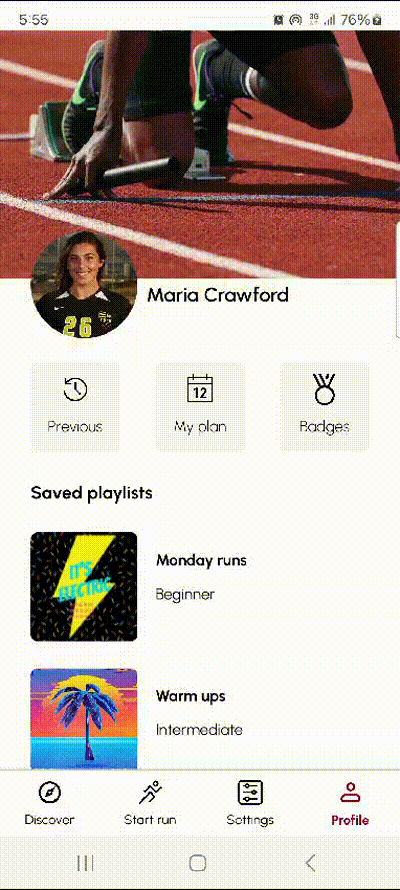 5:55 3G 76%
26
Maria Crawford
12
Previous My plan Badges
Saved playlists
IT'S
ELECTRIC
Monday runs
Beginner
Warm ups
Intermediate
Discover Start run Settings Profile